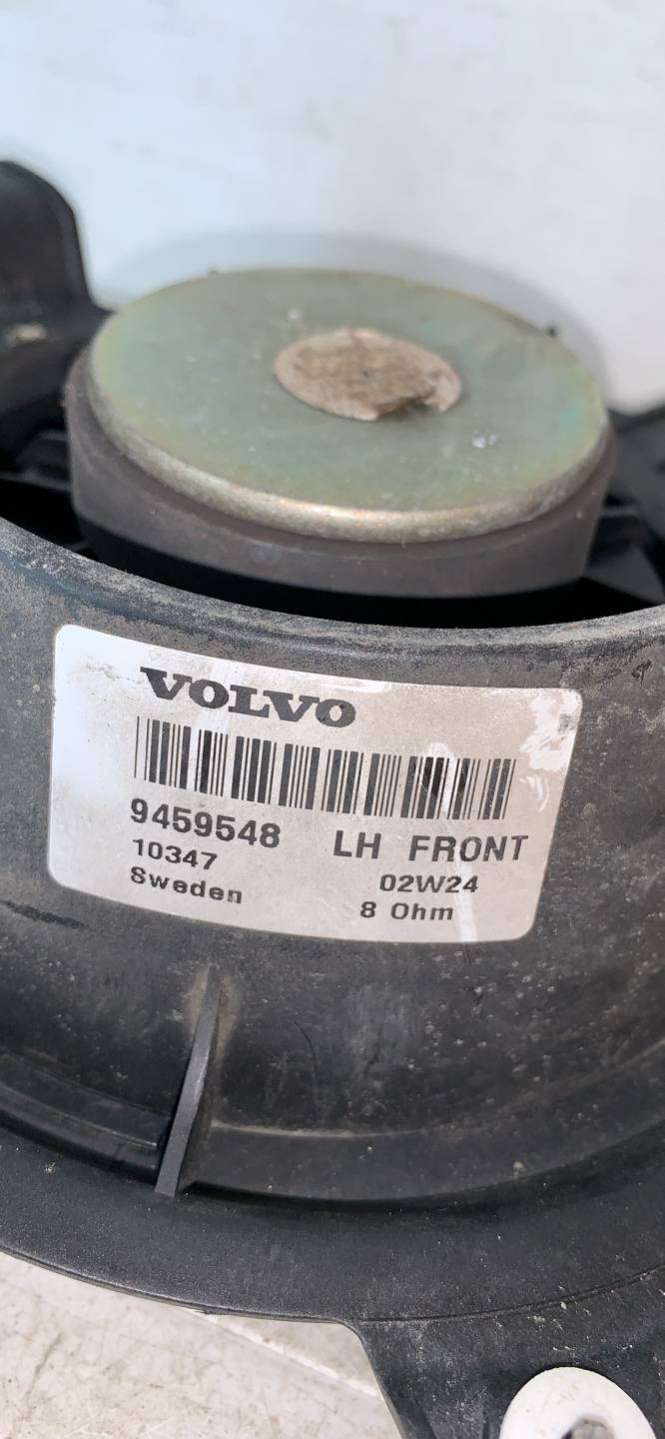 VOLVO
9459548 LH FRONT
10347 02W24
Sweden 8 Ohm